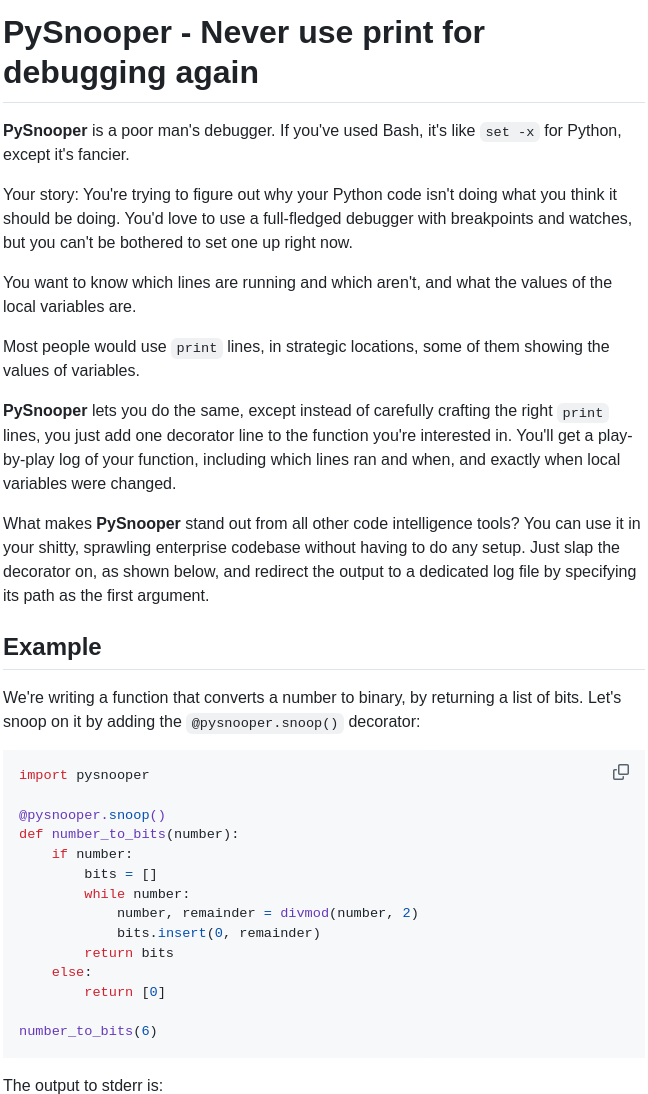 PySnooper - Never use print for
debugging again
PySnooper is a poor man's debugger. If you've used Bash, it's like set -x for Python,
except it's fancier.
Your story: You're trying to figure out why your Python code isn't doing what you think it
should be doing. You'd love to use a full-fledged debugger with breakpoints and watches,
but you can't be bothered to set one up right now.
You want to know which lines are running and which aren't, and what the values of the
local variables are.
Most people would use print lines, in strategic locations, some of them showing the
values of variables.
PySnooper lets you do the same, except instead of carefully crafting the right print
lines, you just add one decorator line to the function you're interested in. You'll get a play-
by-play log of your function, including which lines ran and when, and exactly when local
variables were changed.
What makes PySnooper stand out from all other code intelligence tools? You can use it in
your shitty, sprawling enterprise codebase without having to do any setup. Just slap the
decorator on, as shown below, and redirect the output to a dedicated log file by specifying
its path as the first argument.
Example
We're writing a function that converts a number to binary, by returning a list of bits. Let's
snoop on it by adding the @pysnooper.snoop() decorator:
import pysnooper
@pysnooper.snoop()
def number_to_bits(number):
    if number:
        bits = []
        while number:
            number, remainder = divmod(number, 2)
            bits.insert(0, remainder)
        return bits
    else:
        return [0]
number_to_bits(6)
The output to stderr is: